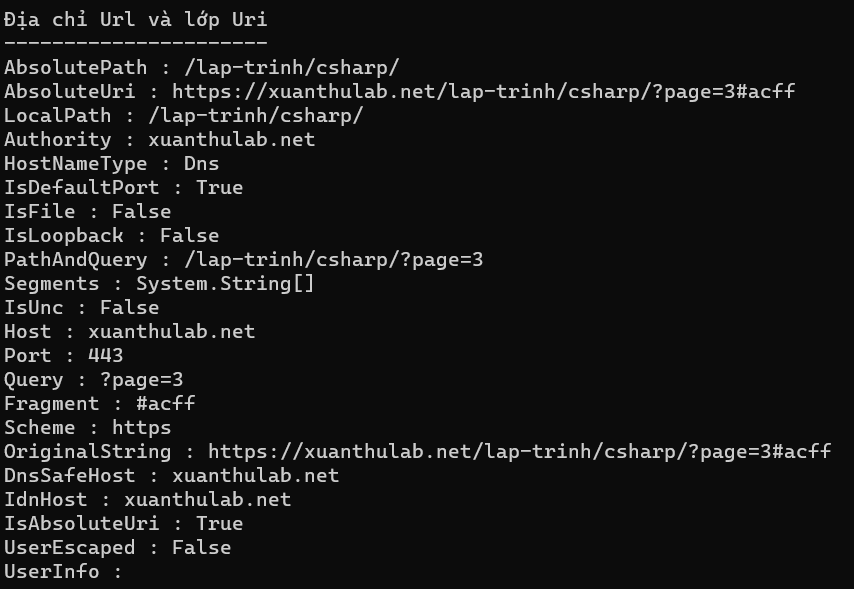 Địa chỉ Url và lớp Uri
----------------------
AbsolutePath : /lap-trinh/csharp/
AbsoluteUri : https://xuanthulab.net/lap-trinh/csharp/?page=3#acff
LocalPath : /lap-trinh/csharp/
Authority : xuanthulab.net
HostNameType : Dns
IsDefaultPort : True
IsFile : False
IsLoopback : False
PathAndQuery : /lap-trinh/csharp/?page=3
Segments : System.String[]
IsUnc : False
Host : xuanthulab.net
Port : 443
Query : ?page=3
Fragment : #acff
Scheme : https
OriginalString : https://xuanthulab.net/lap-trinh/csharp/?page=3#acff
DnsSafeHost : xuanthulab.net
IdnHost : xuanthulab.net
IsAbsoluteUri : True
UserEscaped : False
UserInfo :